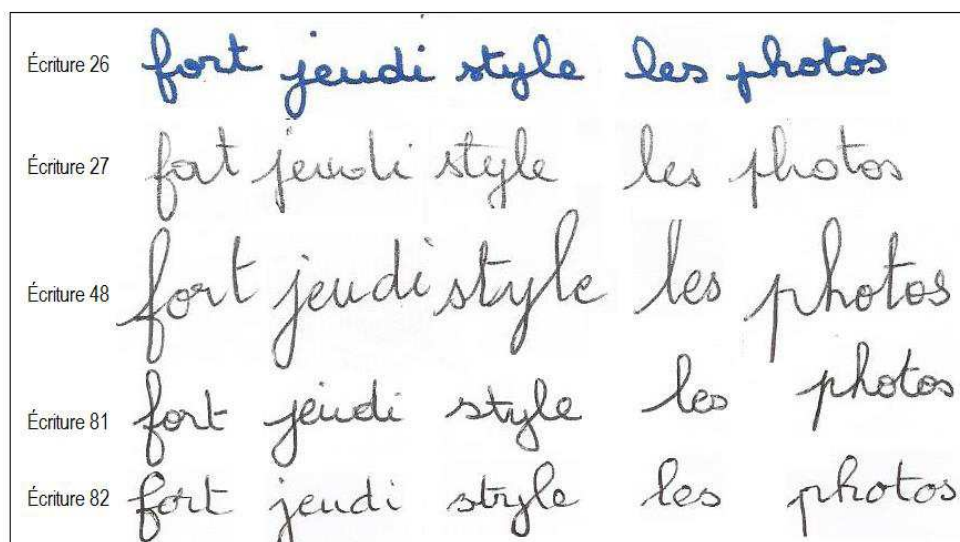 Écriture 26 fort jeudi style les photos
Écriture 27 fort jeudi style les photos
Écriture 48 fort jeudi style les photos
Écriture 81 fort jeudi style les photos
Écriture 82 fort jeudi style les photos